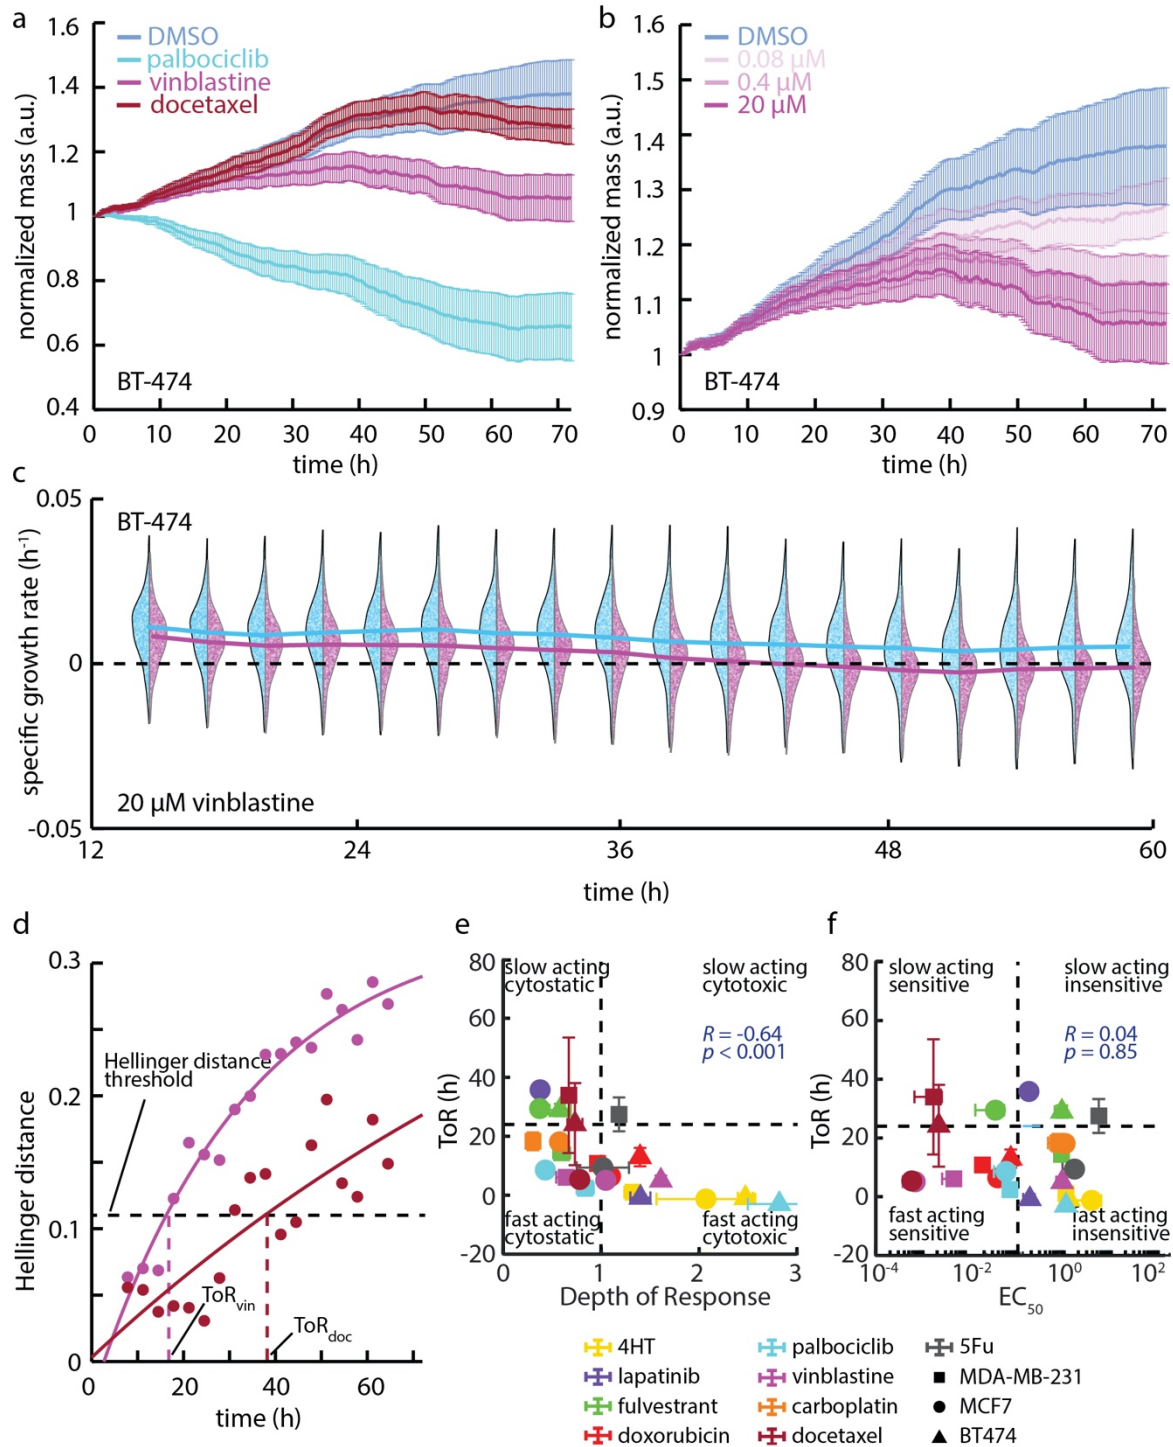 a
1.6
1.4
1.2
1
0.8
0.6
0.4
normalized mass (a.u.)
DMSO
palbociclib
vinblastine
docetaxel
BT-474
0 10 20 30 40 50 60 70
time (h)
b
1.6
1.5
1.4
1.3
1.2
1.1
1
0.9
normalized mass (a.u.)
DMSO
0.08 µM
0.4 µM
20 µM
BT-474
0 10 20 30 40 50 60 70
time (h)
c
0.05
0
-0.05
specific growth rate (h⁻¹)
BT-474
20 µM vinblastine
12 24 36 48 60
time (h)
d
0.3
0.2
0.1
0
Hellinger distance
Hellinger distance
threshold
ToR_vin
ToR_doc
0 20 40 60
time (h)
e
80
60
40
20
0
-20
ToR (h)
slow acting
cytostatic
slow acting
cytotoxic
R = -0.64
p < 0.001
fast acting
cytostatic
fast acting
cytotoxic
0 1 2 3
Depth of Response
f
80
60
40
20
0
-20
ToR (h)
slow acting
sensitive
slow acting
insensitive
R = 0.04
p = 0.85
fast acting
sensitive
fast acting
insensitive
10⁻⁴ 10⁻² 10⁰ 10²
EC₅₀
4HT
lapatinib
fulvestrant
doxorubicin
palbociclib
vinblastine
carboplatin
docetaxel
5Fu
MDA-MB-231
MCF7
BT474